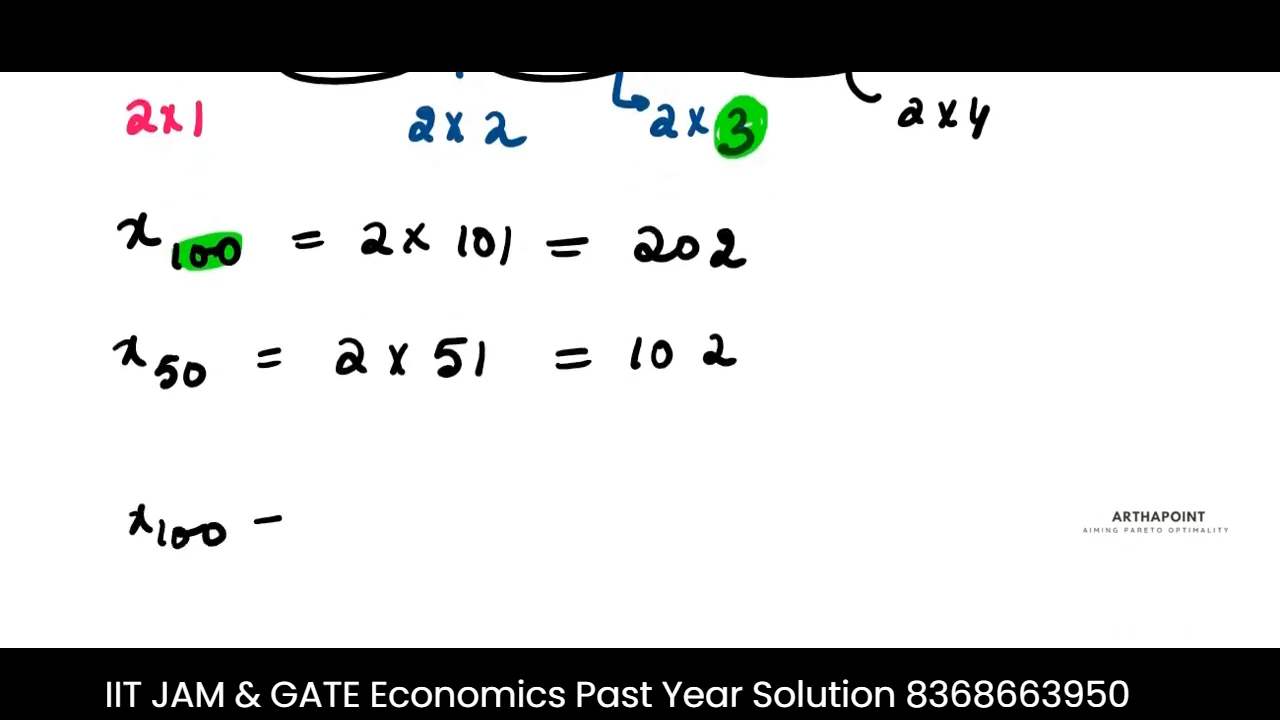 2x1 2x2 2x3 2x4
x100 = 2x 101 = 202
x50 = 2 x 51 = 102
x100 -
ARTHAPOINT
AIMING PARETO OPTIMALITY
IIT JAM & GATE Economics Past Year Solution 8368663950